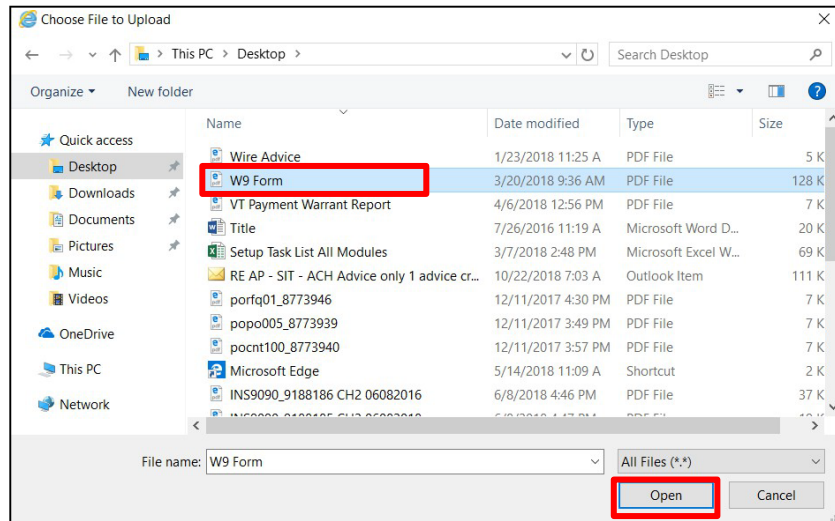 Choose File to Upload
This PC > Desktop >
Search Desktop
Organize
New folder
Name Date modified Type Size
Quick access
Desktop
Downloads
Documents
Pictures
Music
Videos
OneDrive
This PC
Network
Wire Advice 1/23/2018 11:25 A PDF File 5 K
W9 Form 3/20/2018 9:36 AM PDF File 128 K
VT Payment Warrant Report 4/6/2018 12:56 PM PDF File 7 K
Title 7/26/2016 11:19 A Microsoft Word D... 20 K
Setup Task List All Modules 3/7/2018 2:48 PM Microsoft Excel W... 69 K
RE AP - SIT - ACH Advice only 1 advice cr... 10/22/2018 7:03 A Outlook Item 111 K
porfq01_8773946 12/11/2017 4:30 PM PDF File 7 K
popo005_8773939 12/11/2017 3:49 PM PDF File 7 K
pocnt100_8773940 12/11/2017 3:57 PM PDF File 7 K
Microsoft Edge 5/14/2018 11:09 A Shortcut 2 K
INS9090_9188186 CH2 06082016 6/8/2018 4:46 PM PDF File 37 K
File name: W9 Form All Files (*.*)
Open Cancel